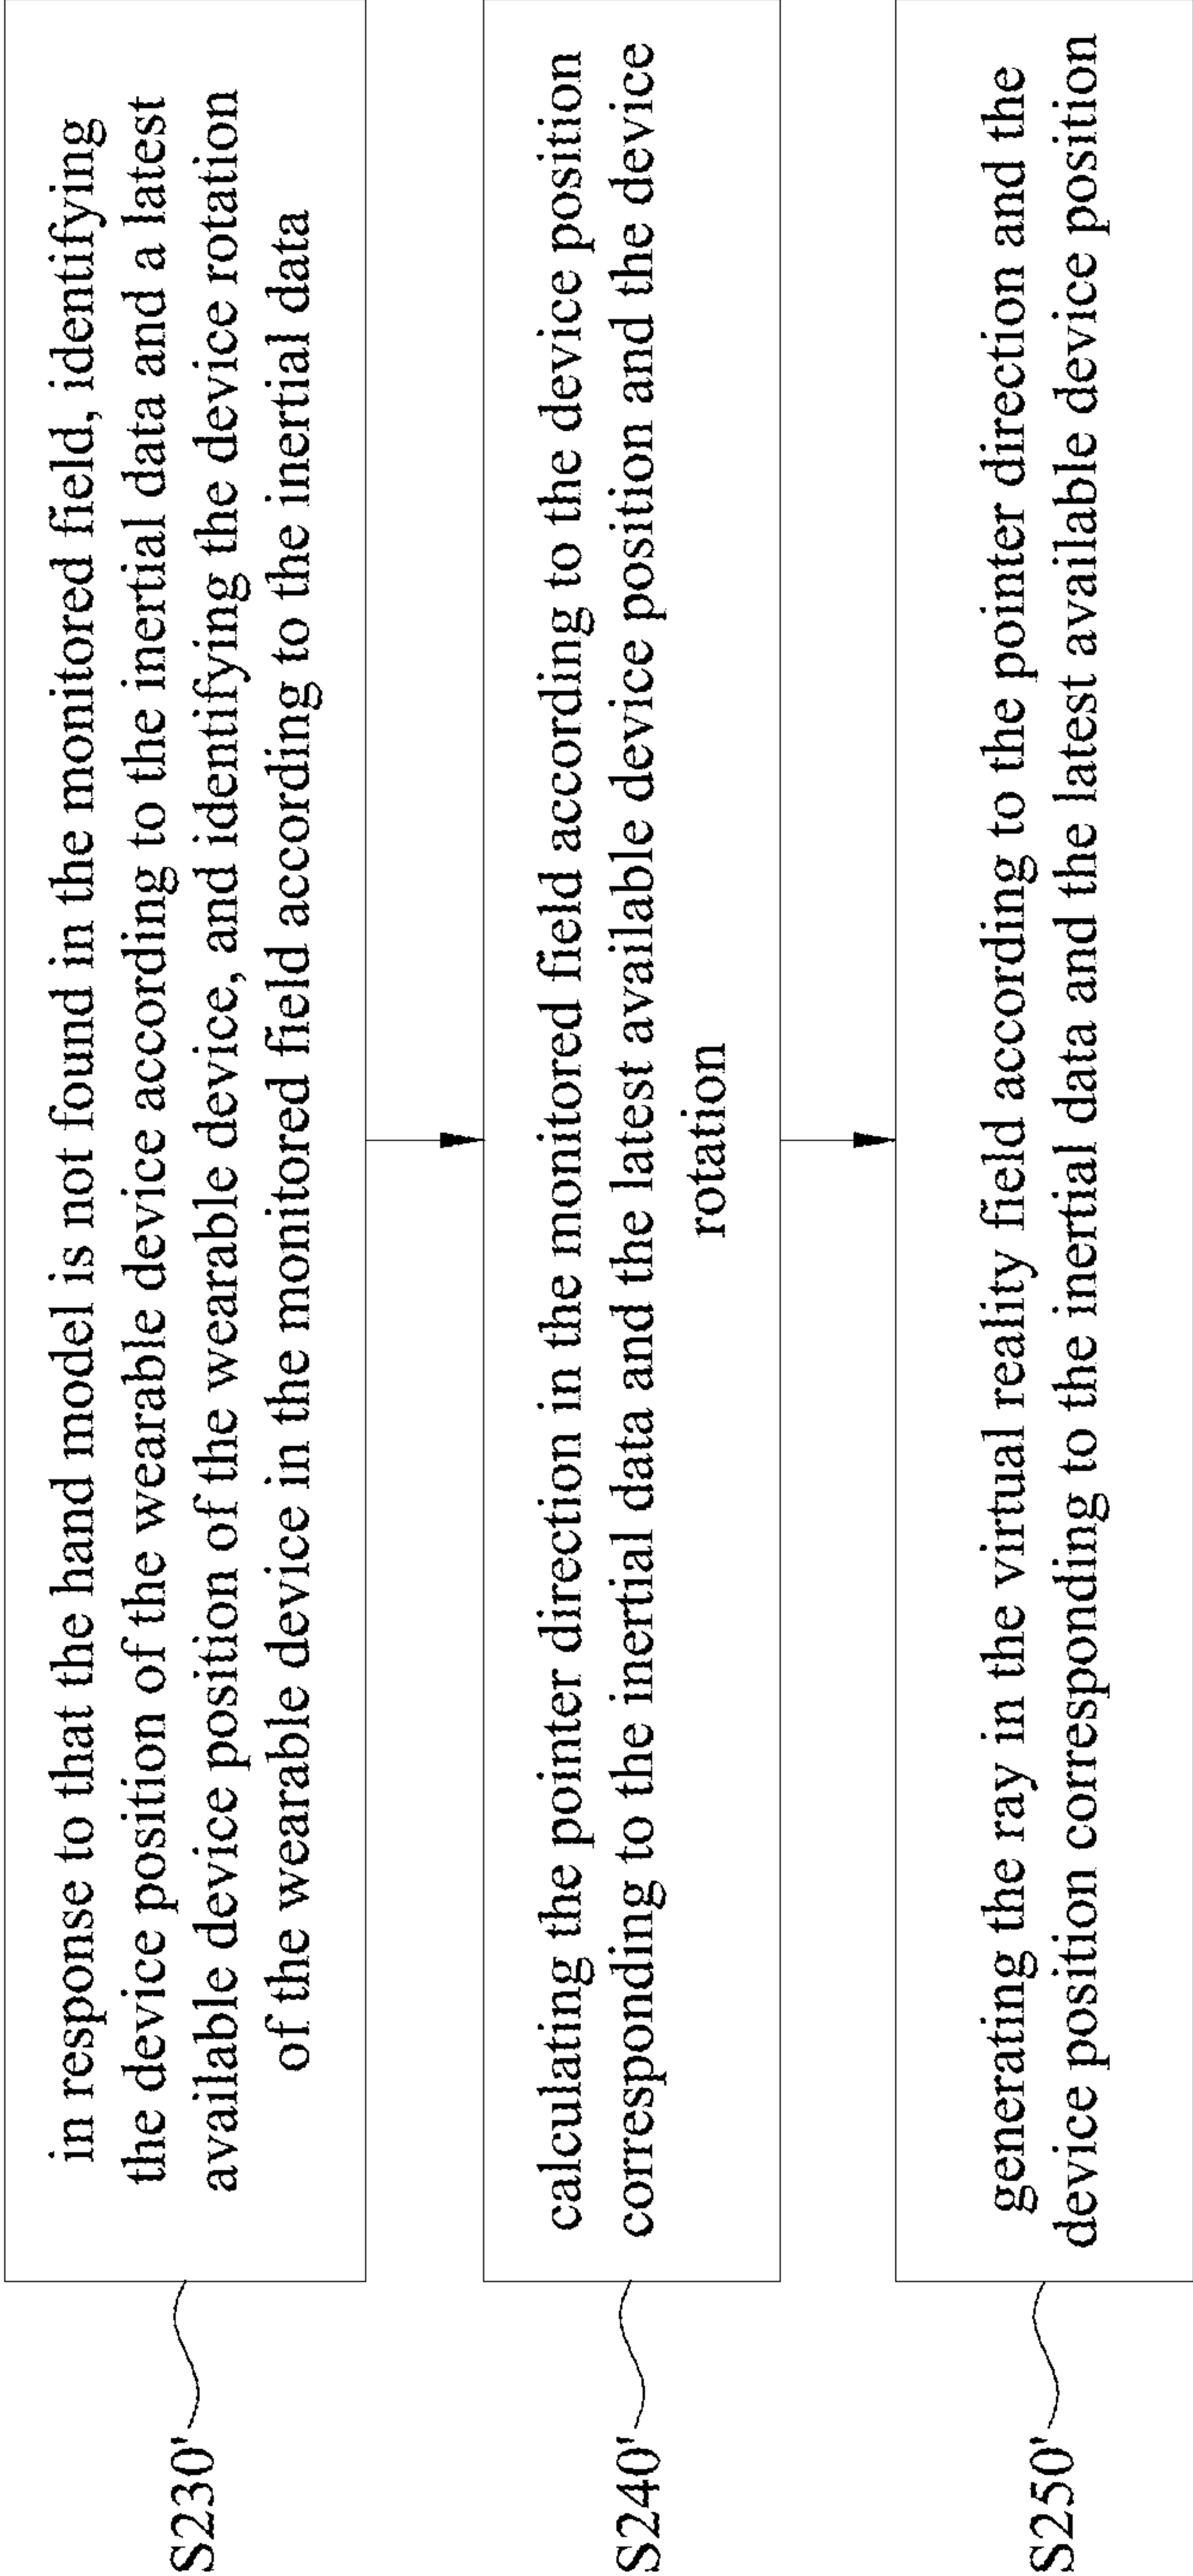 S230'
in response to that the hand model is not found in the monitored field, identifying
the device position of the wearable device according to the inertial data and a latest
available device position of the wearable device, and identifying the device rotation
of the wearable device in the monitored field according to the inertial data
S240'
calculating the pointer direction in the monitored field according to the device position
corresponding to the inertial data and the latest available device position and the device
rotation
S250'
generating the ray in the virtual reality field according to the pointer direction and the
device position corresponding to the inertial data and the latest available device position